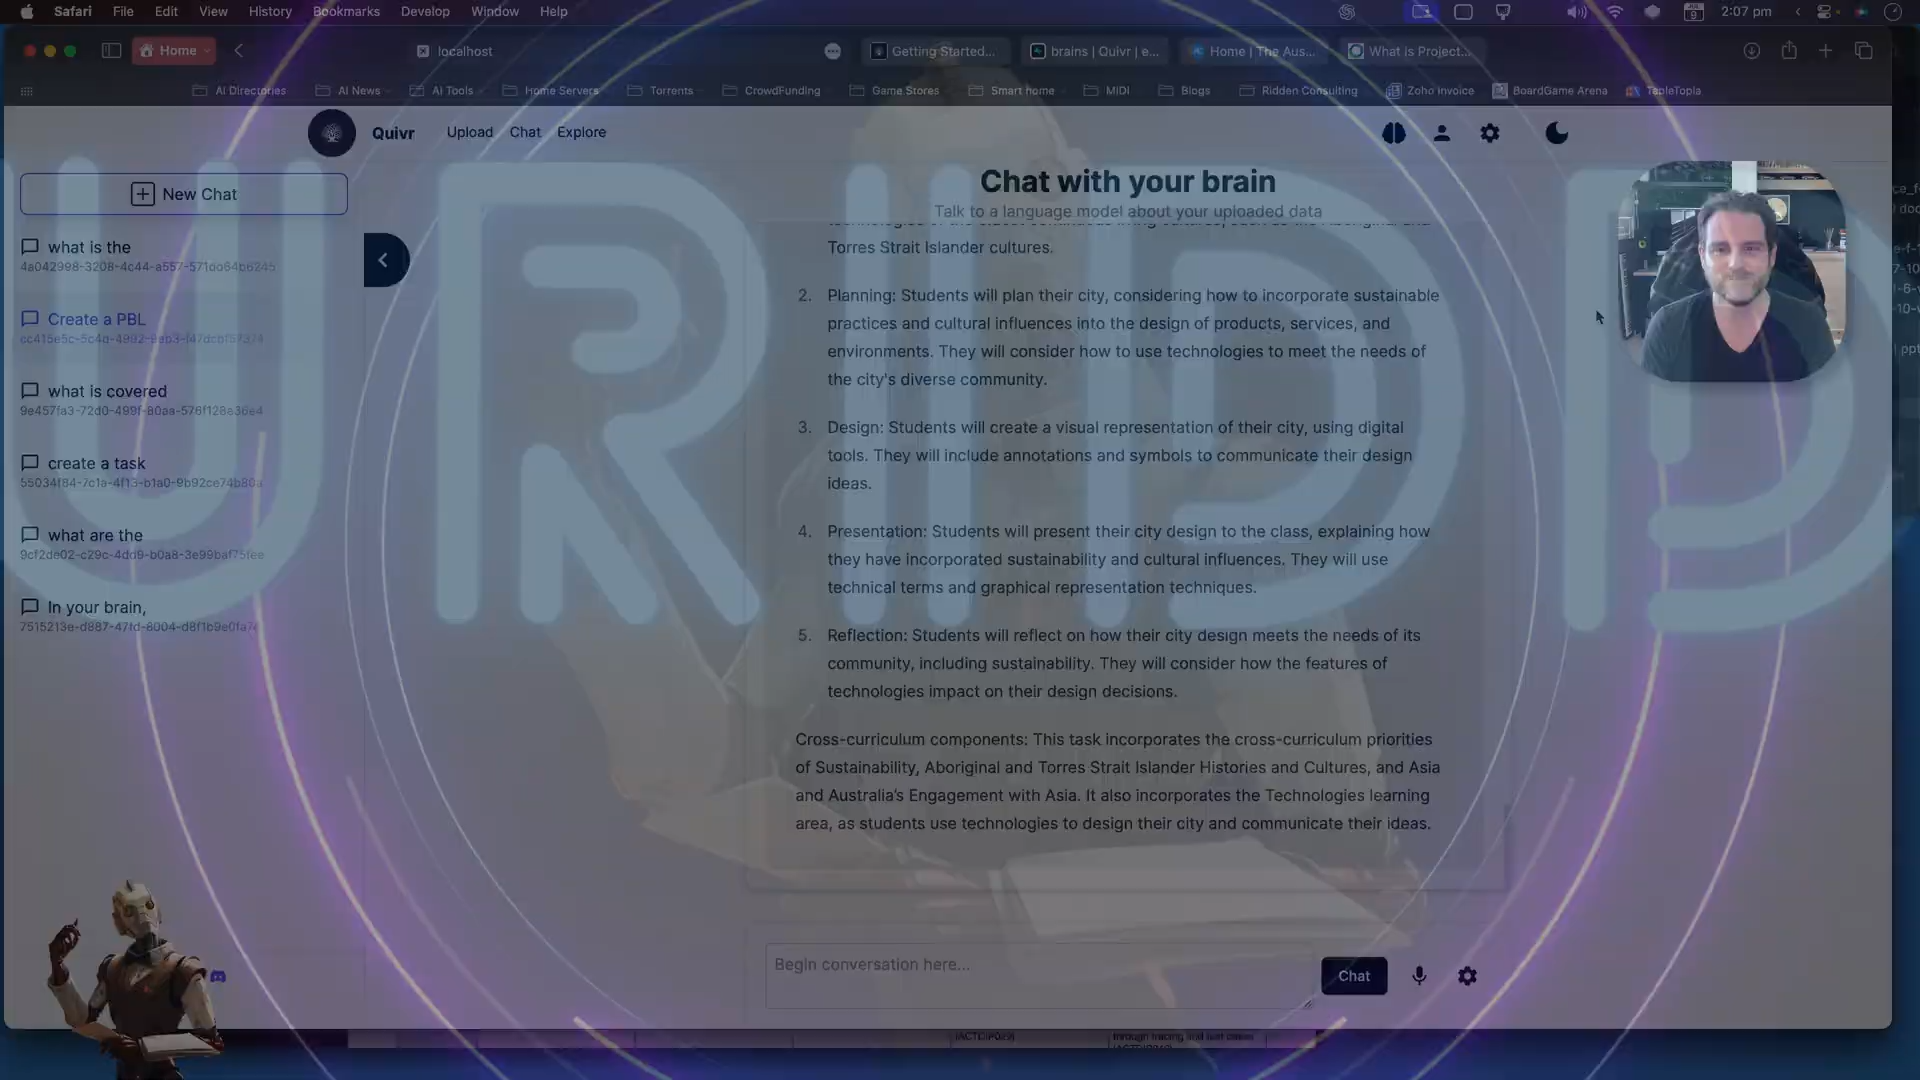 Safari File Edit View History Bookmarks Develop Window Help 9 2:07 pm
Home localhost Getting Started... brains | Quivr | e... Home | The Aus... What is Project...
AI Directories AI News AI Tools Home Servers Torrents CrowdFunding Game Stores Smart home MIDI Blogs Ridden Consulting Zoho Invoice BoardGame Arena TableTopia
Quivr Upload Chat Explore
URIDD
New Chat
what is the
Create a PBL
what is covered
create a task
what are the
In your brain,
Chat with your brain
Talk to a language model about your uploaded data
Torres Strait Islander cultures.
2. Planning: Students will plan their city, considering how to incorporate sustainable
practices and cultural influences into the design of products, services, and
environments. They will consider how to use technologies to meet the needs of
the city's diverse community.
3. Design: Students will create a visual representation of their city, using digital
tools. They will include annotations and symbols to communicate their design
ideas.
4. Presentation: Students will present their city design to the class, explaining how
they have incorporated sustainability and cultural influences. They will use
technical terms and graphical representation techniques.
5. Reflection: Students will reflect on how their city design meets the needs of its
community, including sustainability. They will consider how the features of
technologies impact on their design decisions.
Cross-curriculum components: This task incorporates the cross-curriculum priorities
of Sustainability, Aboriginal and Torres Strait Islander Histories and Cultures, and Asia
and Australia's Engagement with Asia. It also incorporates the Technologies learning
area, as students use technologies to design their city and communicate their ideas.
Begin conversation here...
Chat